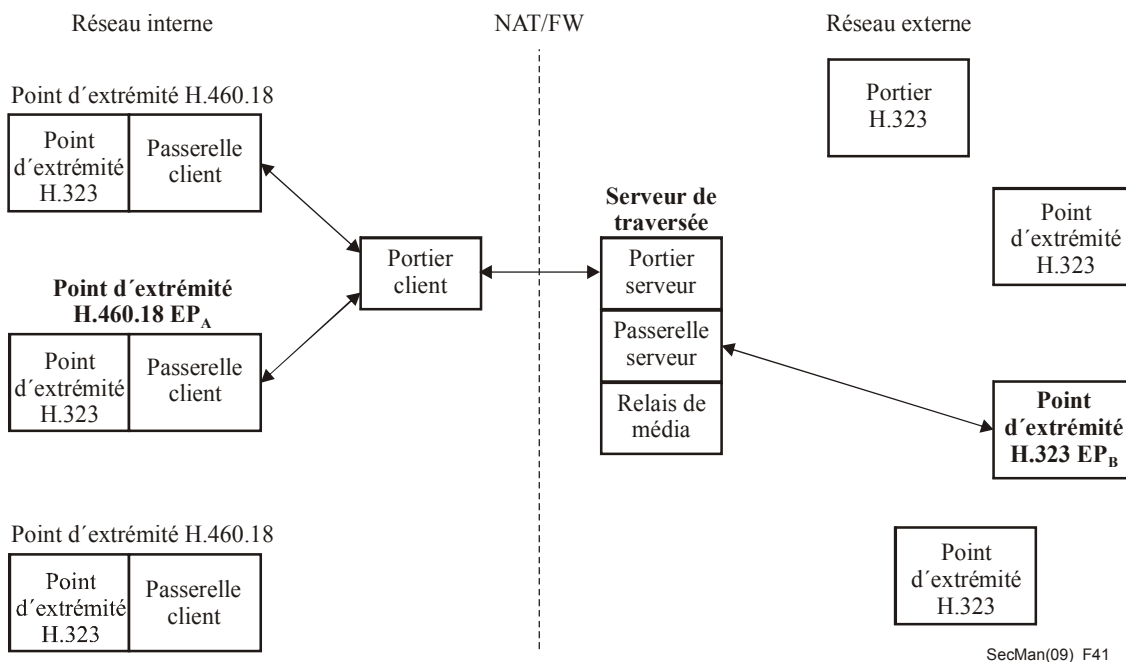 Réseau interne
NAT/FW
Réseau externe
Point d´extrémité H.460.18
Point
d´extrémité
H.323
Passerelle
client
Portier
H.323
Serveur de
traversée
Point
d´extrémité
H.323
Portier
client
Portier
serveur
Point d´extrémité
H.460.18 EPA
Point
d´extrémité
H.323
Passerelle
client
Passerelle
serveur
Relais de
média
Point
d´extrémité
H.323 EPB
Point d´extrémité H.460.18
Point
d´extrémité
H.323
Passerelle
client
Point
d´extrémité
H.323
SecMan(09)_F41